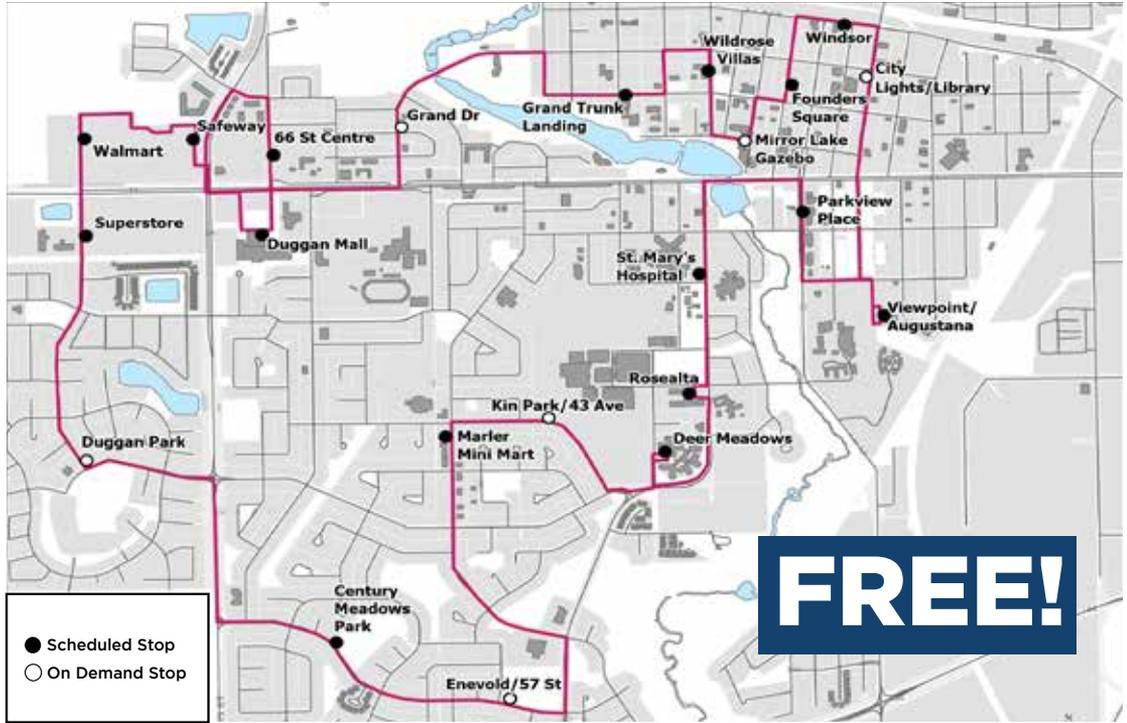 Wildrose
Villas
Windsor
City
Lights/Library
Grand Trunk
Landing
Founders
Square
Grand Dr
Safeway
66 St Centre
Walmart
Mirror Lake
Gazebo
Superstore
Duggan Mall
Parkview
Place
St. Mary's
Hospital
Viewpoint/
Augustana
Rosealta
Kin Park/43 Ave
Duggan Park
Marler
Mini Mart
Deer Meadows
Century
Meadows
Park
Enevold/57 St
FREE!
Scheduled Stop
On Demand Stop